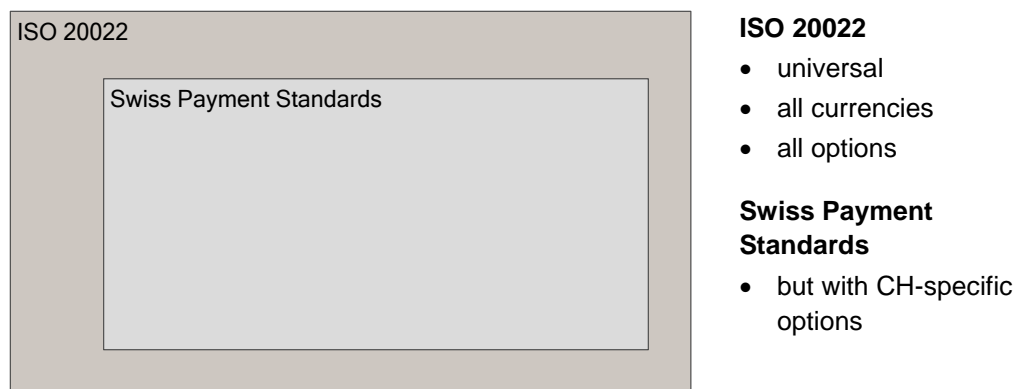 ISO 20022
Swiss Payment Standards
ISO 20022
• universal
• all currencies
• all options
Swiss Payment
Standards
• but with CH-specific
options